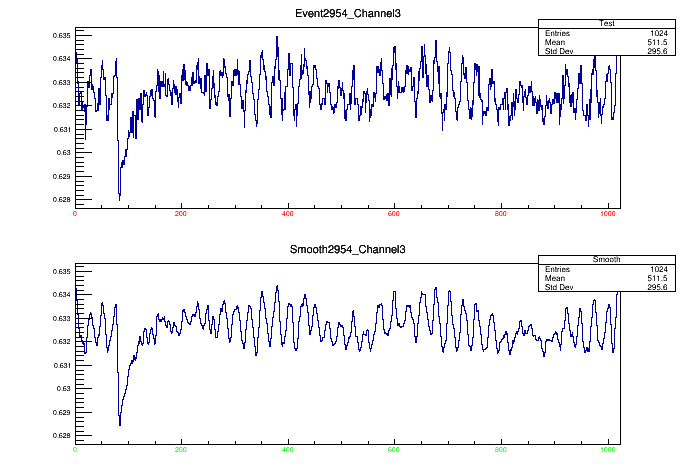 Event2954_Channel3
Test
Entries 1024
Mean 511.5
Std Dev 295.6
0.635
0.634
0.633
0.632
0.631
0.63
0.629
0.628
0 200 400 600 800 1000
Smooth2954_Channel3
Smooth
Entries 1024
Mean 511.5
Std Dev 295.6
0.635
0.634
0.633
0.632
0.631
0.63
0.629
0.628
0 200 400 600 800 1000